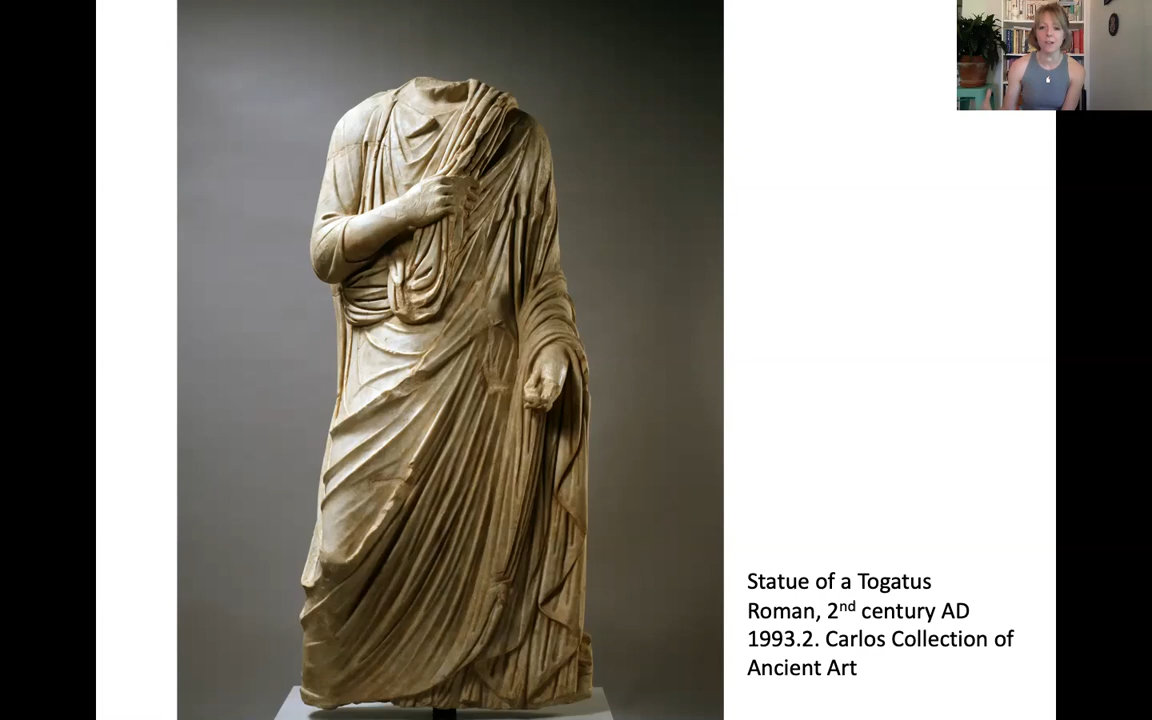 Statue of a Togatus
Roman, 2nd century AD
1993.2. Carlos Collection of
Ancient Art